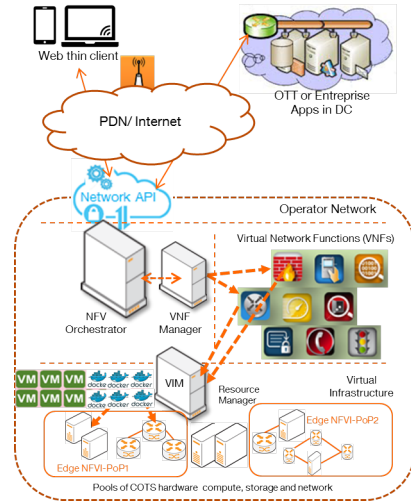 Web thin client
OTT or Entreprise
Apps in DC
PDN/ Internet
Network API
Operator Network
Virtual Network Functions (VNFs)
NFV
Orchestrator
VNF
Manager
VIM
VM VM VM
docker docker docker
VM VM VM
docker docker docker
Resource
Manager
Virtual
Infrastructure
Edge NFVI-PoP1
Edge NFVI-PoP2
Pools of COTS hardware compute, storage and network